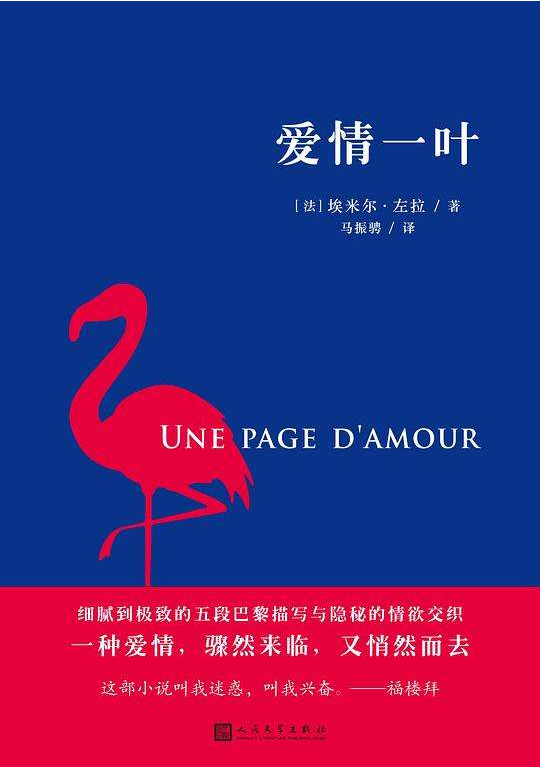 爱情一叶
[法]埃米尔·左拉 / 著
马振骋 / 译
UNE PAGE D'AMOUR
细腻到极致的五段巴黎描写与隐秘的情欲交织
一种爱情，骤然来临，又悄然而去
这部小说叫我迷惑，叫我兴奋。——福楼拜
人民文学出版社